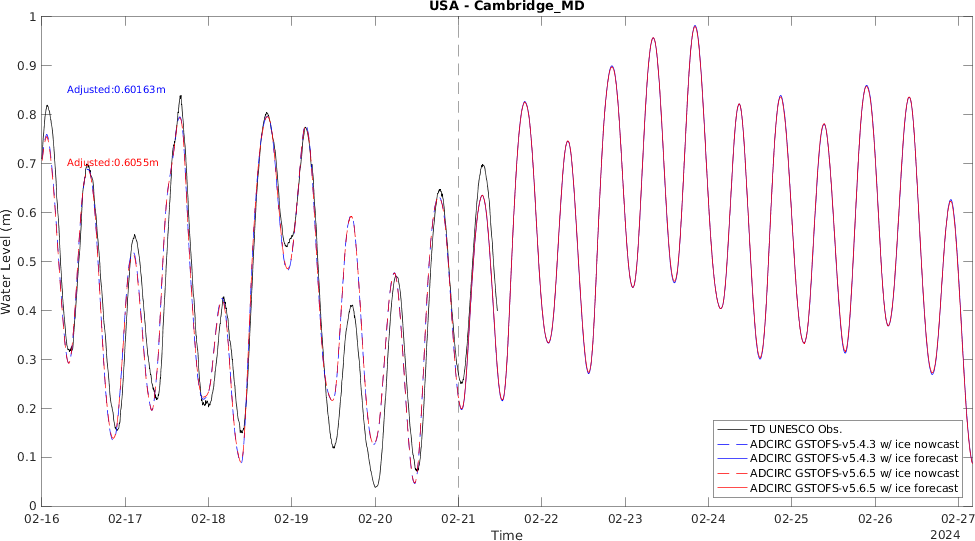 USA - Cambridge_MD
1
0.9
0.8
0.7
0.6
0.5
0.4
0.3
0.2
0.1
0
Water Level (m)
Adjusted:0.60163m
Adjusted:0.6055m
TD UNESCO Obs.
ADCIRC GSTOFS-v5.4.3 w/ ice nowcast
ADCIRC GSTOFS-v5.4.3 w/ ice forecast
ADCIRC GSTOFS-v5.6.5 w/ ice nowcast
ADCIRC GSTOFS-v5.6.5 w/ ice forecast
02-16 02-17 02-18 02-19 02-20 02-21 02-22 02-23 02-24 02-25 02-26 02-27
Time
2024